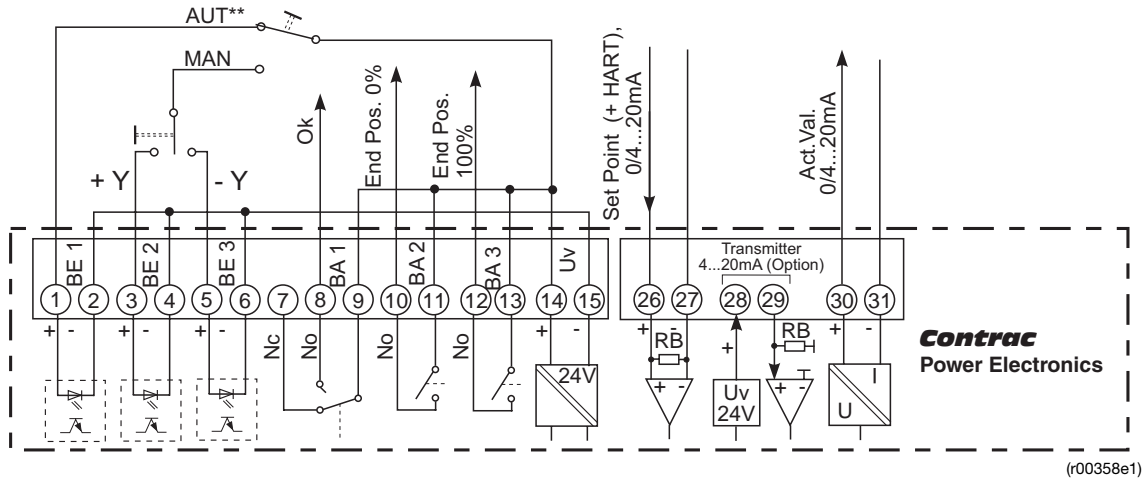 AUT**
MAN
+ Y
- Y
Ok
End Pos. 0%
End Pos.
100%
Set Point (+ HART),
0/4...20mA
Act.Val.
0/4...20mA
BE 1
BE 2
BE 3
BA 1
BA 2
BA 3
Uv
Transmitter
4...20mA (Option)
1 2 3 4 5 6 7 8 9 10 11 12 13 14 15 26 27 28 29 30 31
+ - + - + - Nc No No No + - + - + + -
RB
RB
+ -
+ -
24V
Uv
24V
I
U
Contrac
Power Electronics
(r00358e1)